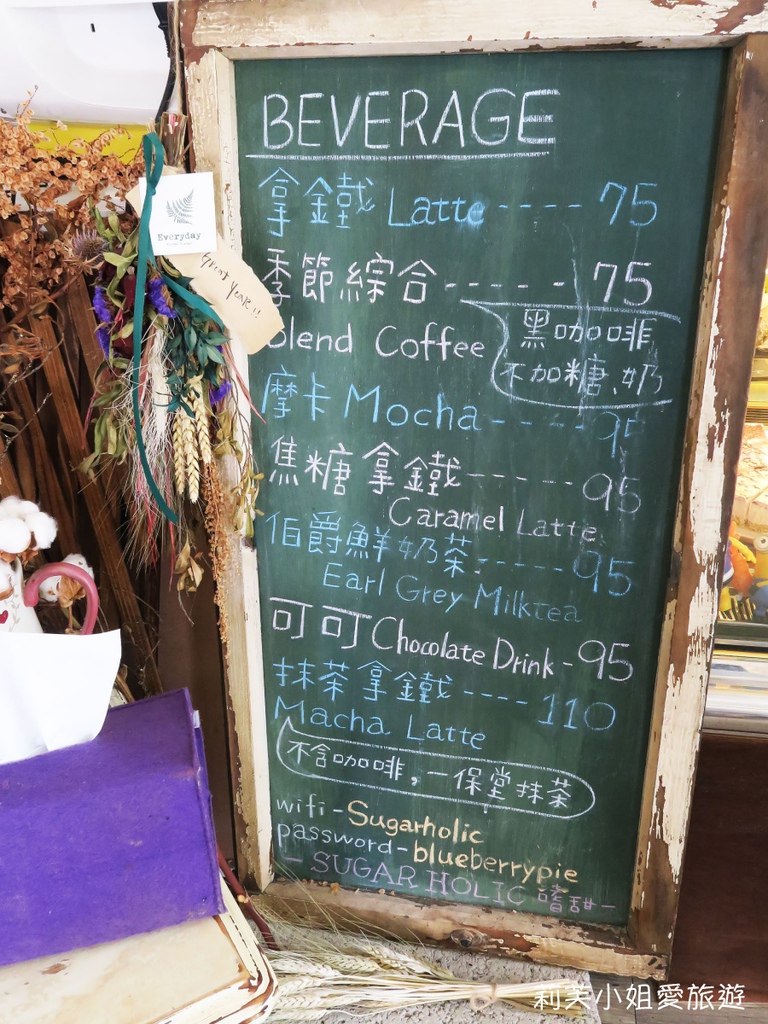 BEVERAGE
拿鐵 Latte ---- 75
季節綜合 ---- - 75
Blend Coffee
黑咖啡
不加糖、奶
摩卡 Mocha ---- 95
焦糖拿鐵 ------ 95
Caramel Latte
伯爵鮮奶茶 ------ 95
Earl Grey Milktea
可可 Chocolate Drink - 95
抹茶拿鐵 ---- 110
Macha Latte
不含咖啡，一保堂抹茶
wifi - Sugarholic
password - blueberrypie
- SUGAR HOLIC 嗜甜 -
Everyday
Great Year!!
莉芙小姐愛旅遊